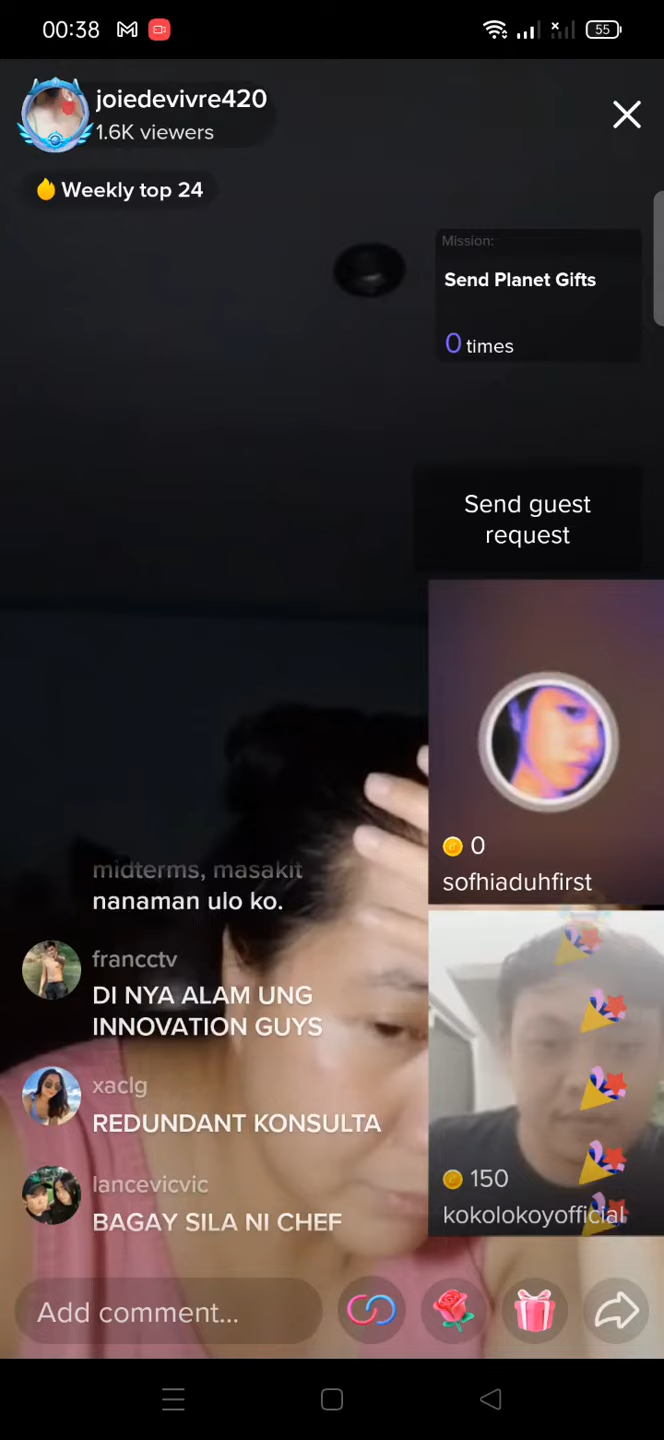 00:38
55
joiedevivre420
1.6K viewers
Weekly top 24
Mission:
Send Planet Gifts
0 times
Send guest
request
0
sofhiaduhfirst
midterms, masakit
nanaman ulo ko.
francctv
DI NYA ALAM UNG
INNOVATION GUYS
xaclg
REDUNDANT KONSULTA
150
kokolokoyofficial
lancevicvic
BAGAY SILA NI CHEF
Add comment...